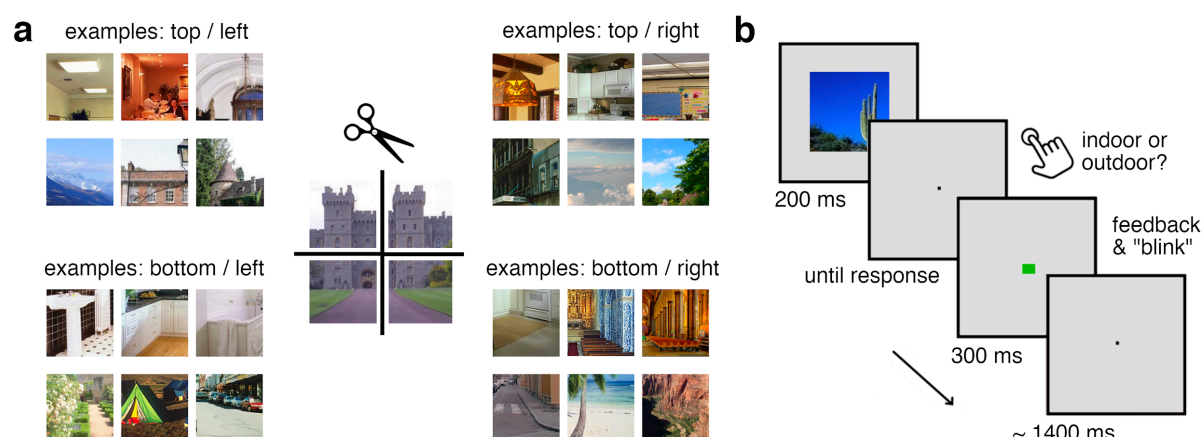 a
examples: top / left
examples: top / right
examples: bottom / left
examples: bottom / right
b
200 ms
indoor or
outdoor?
until response
feedback
& "blink"
300 ms
~ 1400 ms